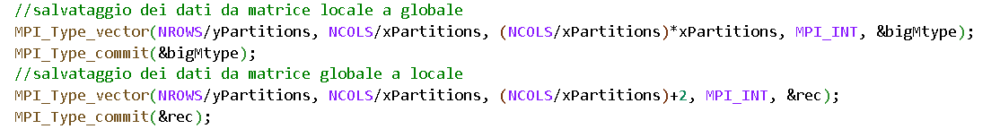 //salvataggio dei dati da matrice locale a globale
MPI_Type_vector(NROWS/yPartitions, NCOLS/xPartitions, (NCOLS/xPartitions)*xPartitions, MPI_INT, &bigMtype);
MPI_Type_commit(&bigMtype);
//salvataggio dei dati da matrice globale a locale
MPI_Type_vector(NROWS/yPartitions, NCOLS/xPartitions, (NCOLS/xPartitions)+2, MPI_INT, &rec);
MPI_Type_commit(&rec);